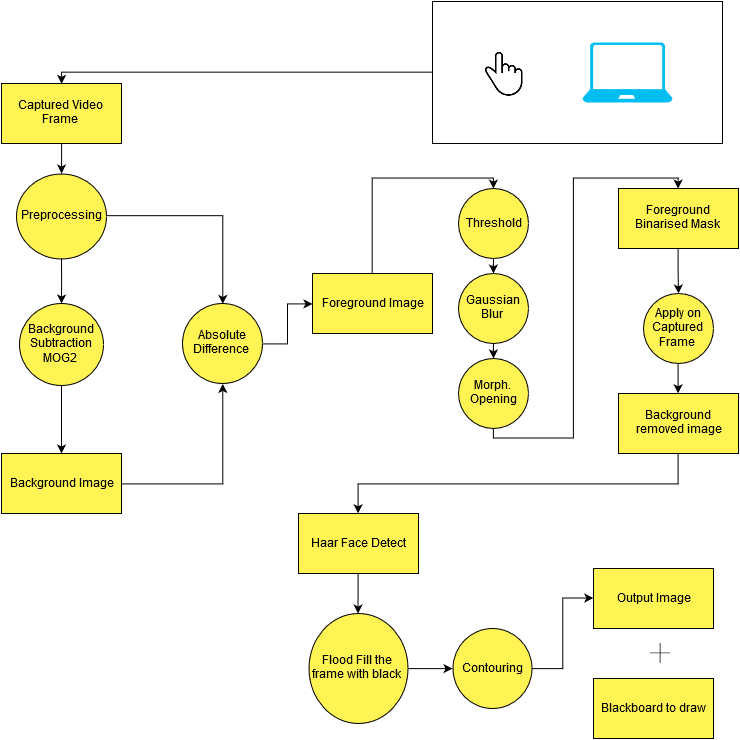 Captured Video
Frame
Preprocessing
Background
Subtraction
MOG2
Background Image
Absolute
Difference
Foreground Image
Threshold
Gaussian
Blur
Morph.
Opening
Foreground
Binarised Mask
Apply on
Captured
Frame
Background
removed image
Haar Face Detect
Flood Fill the
frame with black
Contouring
Output Image
+
Blackboard to draw